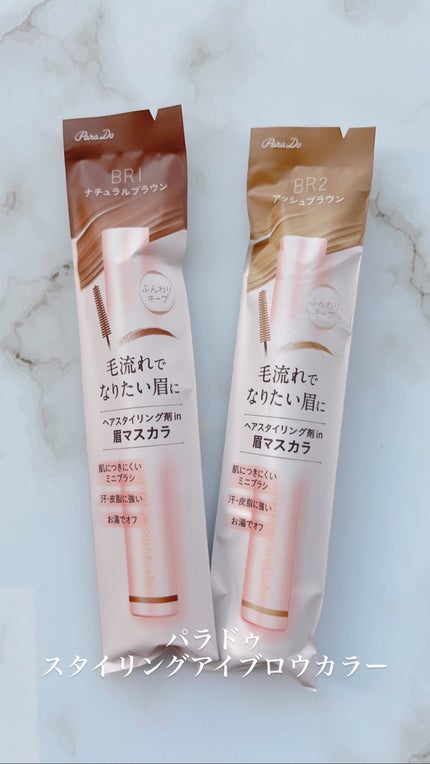 Para Do
BR1
ナチュラルブラウン
ふんわり
キープ
毛流れで
なりたい眉に
ヘアスタイリング剤in
眉マスカラ
肌につきにくい
ミニブラシ
汗・皮脂に強い
お湯でオフ
Para Do
BR2
アッシュブラウン
ふんわり
キープ
毛流れで
なりたい眉に
ヘアスタイリング剤in
眉マスカラ
肌につきにくい
ミニブラシ
汗・皮脂に強い
お湯でオフ
パラドゥ
スタイリングアイブロウカラー